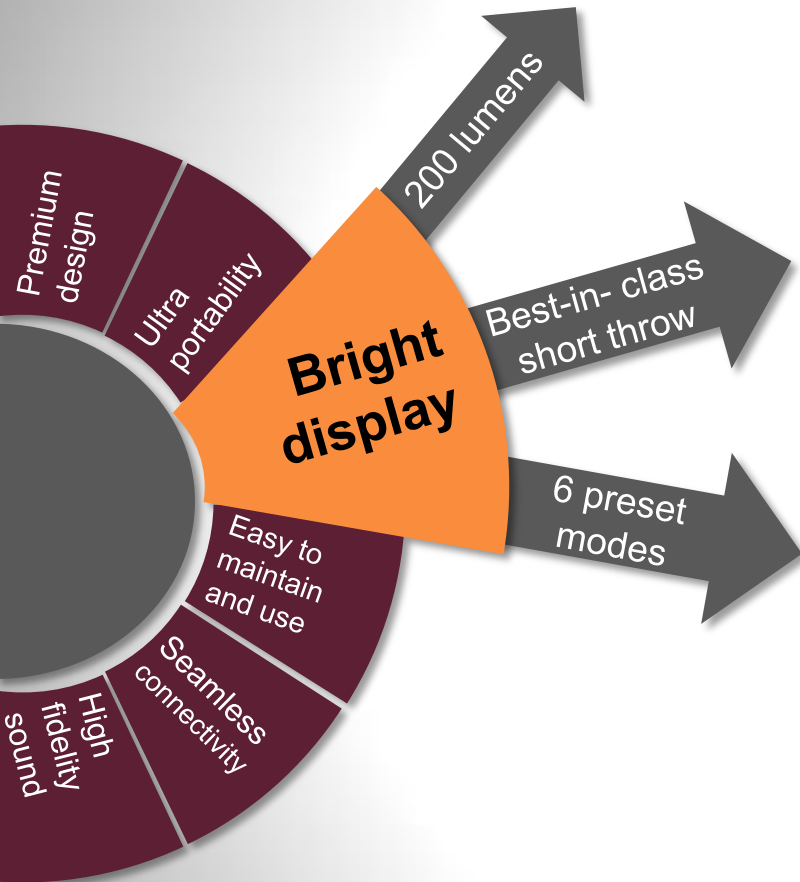 Premium
design
Ultra
portability
Bright
display
200 lumens
Best-in- class
short throw
6 preset
modes
Easy to
maintain
and use
Seamless
connectivity
High
fidelity
sound